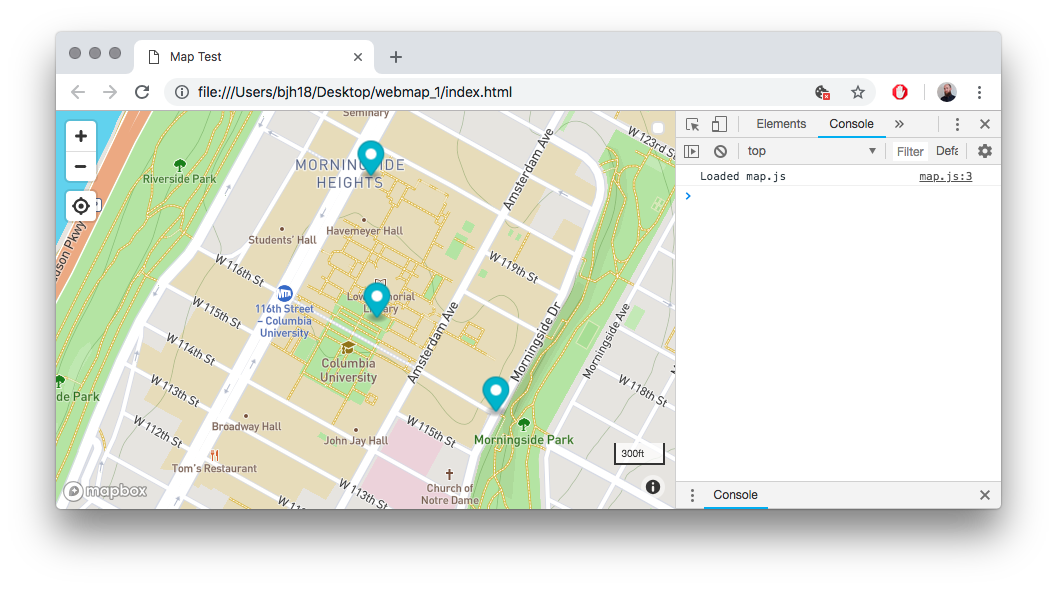 Map Test
file:///Users/bjh18/Desktop/webmap_1/index.html
Elements
Console
top
Filter
Defa
Loaded map.js
map.js:3
Console
Seminary
MORNINGSIDE
HEIGHTS
Riverside Park
Amsterdam Ave
W 123rd St
Students' Hall
Havemeyer Hall
W 116th St
W 119th St
116th Street
– Columbia
University
Low Memorial
Library
W 115th St
W 114th St
W 113th St
W 112th St
Columbia
University
Amsterdam Ave
Morningside Dr
Morningside Ave
W 118th St
dson Pkwy
de Park
Broadway Hall
John Jay Hall
W 115th St
Morningside Park
Tom's Restaurant
W 113th St
Church of
Notre Dame
300ft
mapbox